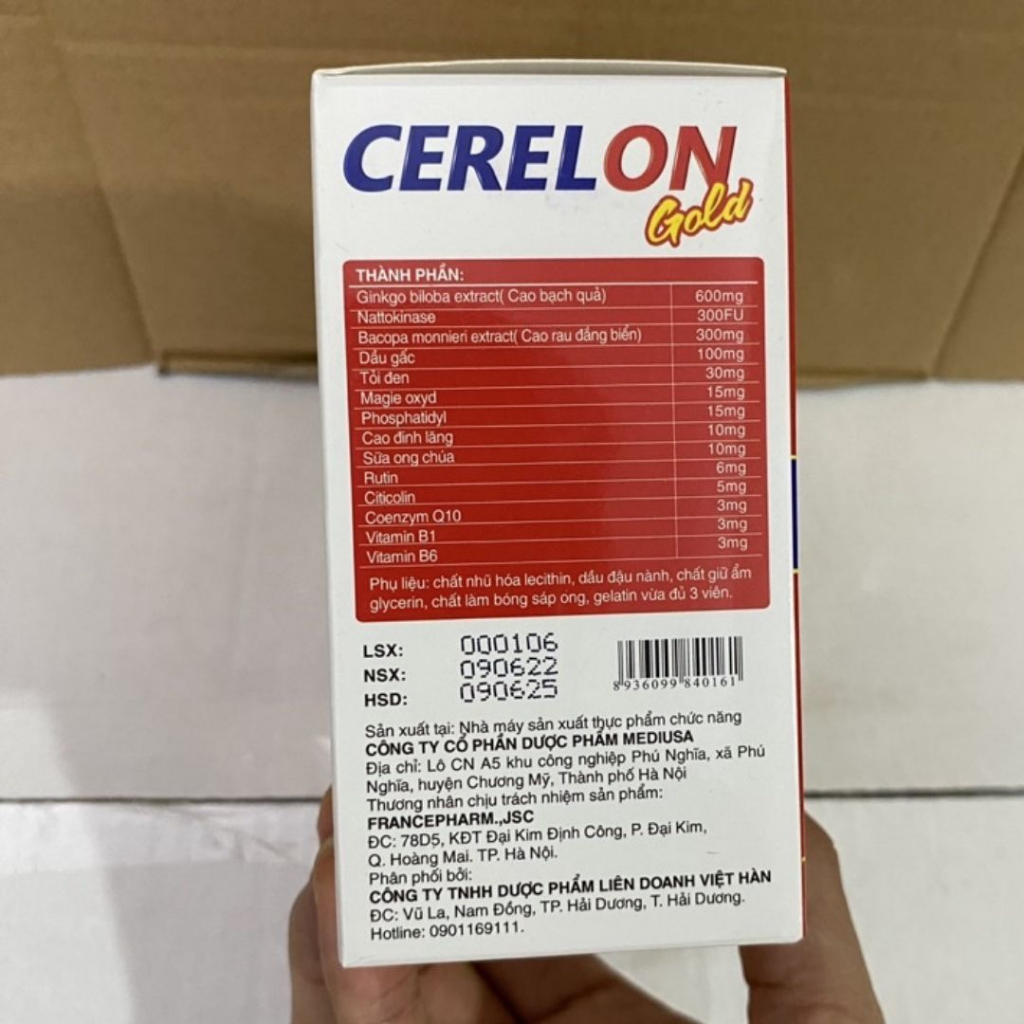 CERELON
Gold
THÀNH PHẦN:
Ginkgo biloba extract( Cao bạch quả) 600mg
Nattokinase 300FU
Bacopa monnieri extract( Cao rau đắng biển) 300mg
Dầu gấc 100mg
Tỏi đen 30mg
Magie oxyd 15mg
Phosphatidyl 15mg
Cao đinh lăng 10mg
Sữa ong chúa 10mg
Rutin 6mg
Citicolin 5mg
Coenzym Q10 3mg
Vitamin B1 3mg
Vitamin B6 3mg
Phụ liệu: chất nhũ hóa lecithin, dầu đậu nành, chất giữ ẩm
glycerin, chất làm bóng sáp ong, gelatin vừa đủ 3 viên.
LSX: 000106
NSX: 090622
HSD: 090625
8936099840161
Sản xuất tại: Nhà máy sản xuất thực phẩm chức năng
CÔNG TY CỔ PHẦN DƯỢC PHẨM MEDIUSA
Địa chỉ: Lô CN A5 khu công nghiệp Phú Nghĩa, xã Phú
Nghĩa, huyện Chương Mỹ, Thành phố Hà Nội
Thương nhân chịu trách nhiệm sản phẩm:
FRANCEPHARM.,JSC
ĐC: 78D5, KĐT Đại Kim Định Công, P. Đại Kim,
Q. Hoàng Mai. TP. Hà Nội.
Phân phối bởi:
CÔNG TY TNHH DƯỢC PHẨM LIÊN DOANH VIỆT HÀN
ĐC: Vũ La, Nam Đồng, TP. Hải Dương, T. Hải Dương.
Hotline: 0901169111.